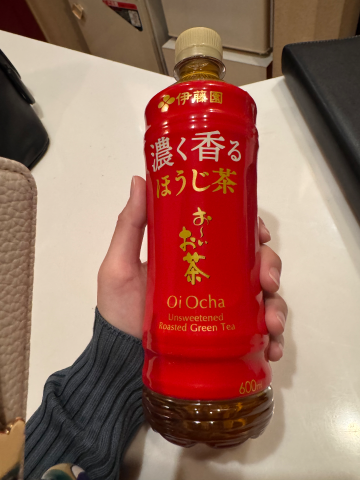 伊藤園
濃く香る
ほうじ茶
お〜い
お茶
Oi Ocha
Unsweetened
Roasted Green Tea
600ml